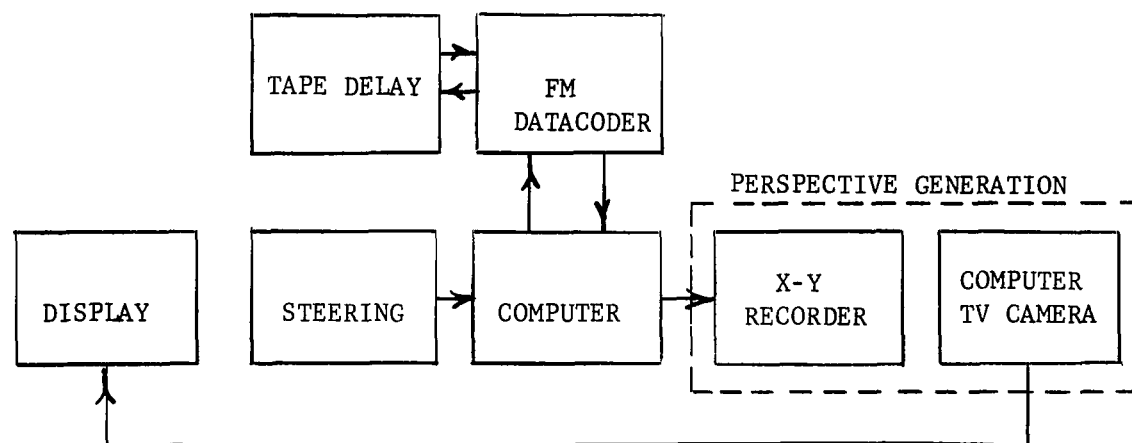 TAPE DELAY
FM
DATACODER
PERSPECTIVE GENERATION
DISPLAY
STEERING
COMPUTER
X-Y
RECORDER
COMPUTER
TV CAMERA